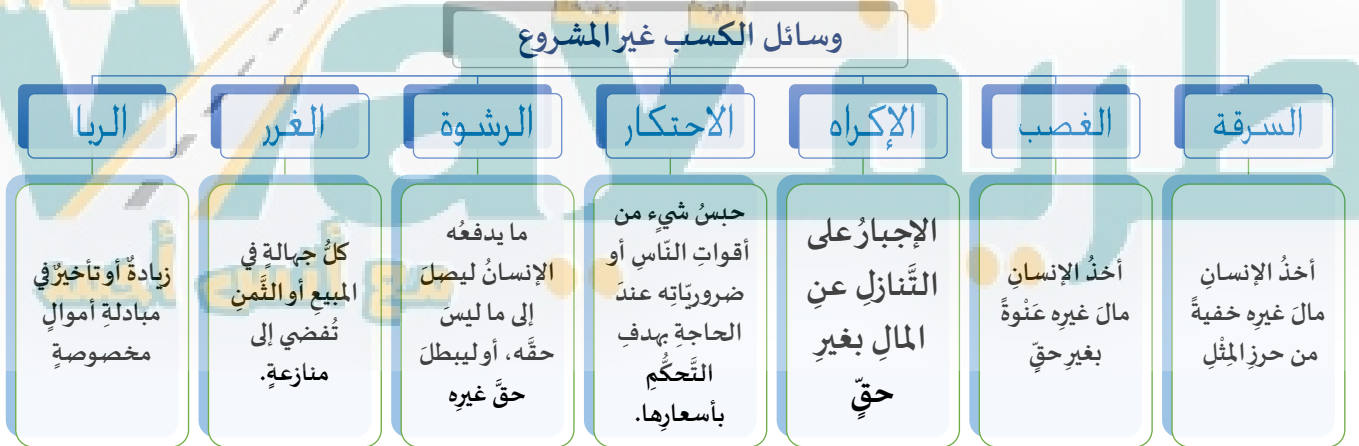 وسائل الكسب غير المشروع
السرقة
الغصب
الإكراه
الاحتكار
الرشوة
الغرر
الربا
أخذُ الإنسانِ
مالَ غيرِه خفيةً
من حرزِ المِثْلِ
أخذُ الإنسانِ
مالَ غيرِه عَنْوةً
بغيرِ حقّ
الإجبارُ على
التَّنازلِ عنِ
المالِ بغيرِ
حقٍّ
حبسُ شيءٍ من
أقواتِ النّاسِ أو
ضروريّاتِه عندَ
الحاجةِ بهدفِ
التَّحكُّمِ
بأسعارِها.
ما يدفعُه
الإنسانُ ليصلَ
إلى ما ليسَ
حقَّه، أو ليبطلَ
حقَّ غيرِه
كلُّ جهالةٍ في
المبيعِ أو الثَّمنِ
تُفضي إلى
منازعةٍ.
زيادةٌ أو تأخيرٌ في
مبادلةِ أموالٍ
مخصوصةٍ